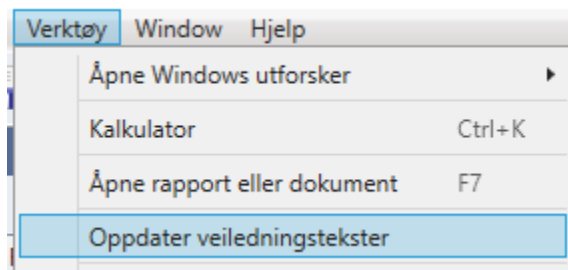 Verktøy Window Hjelp
Åpne Windows utforsker
Kalkulator Ctrl+K
Åpne rapport eller dokument F7
Oppdater veiledningstekster